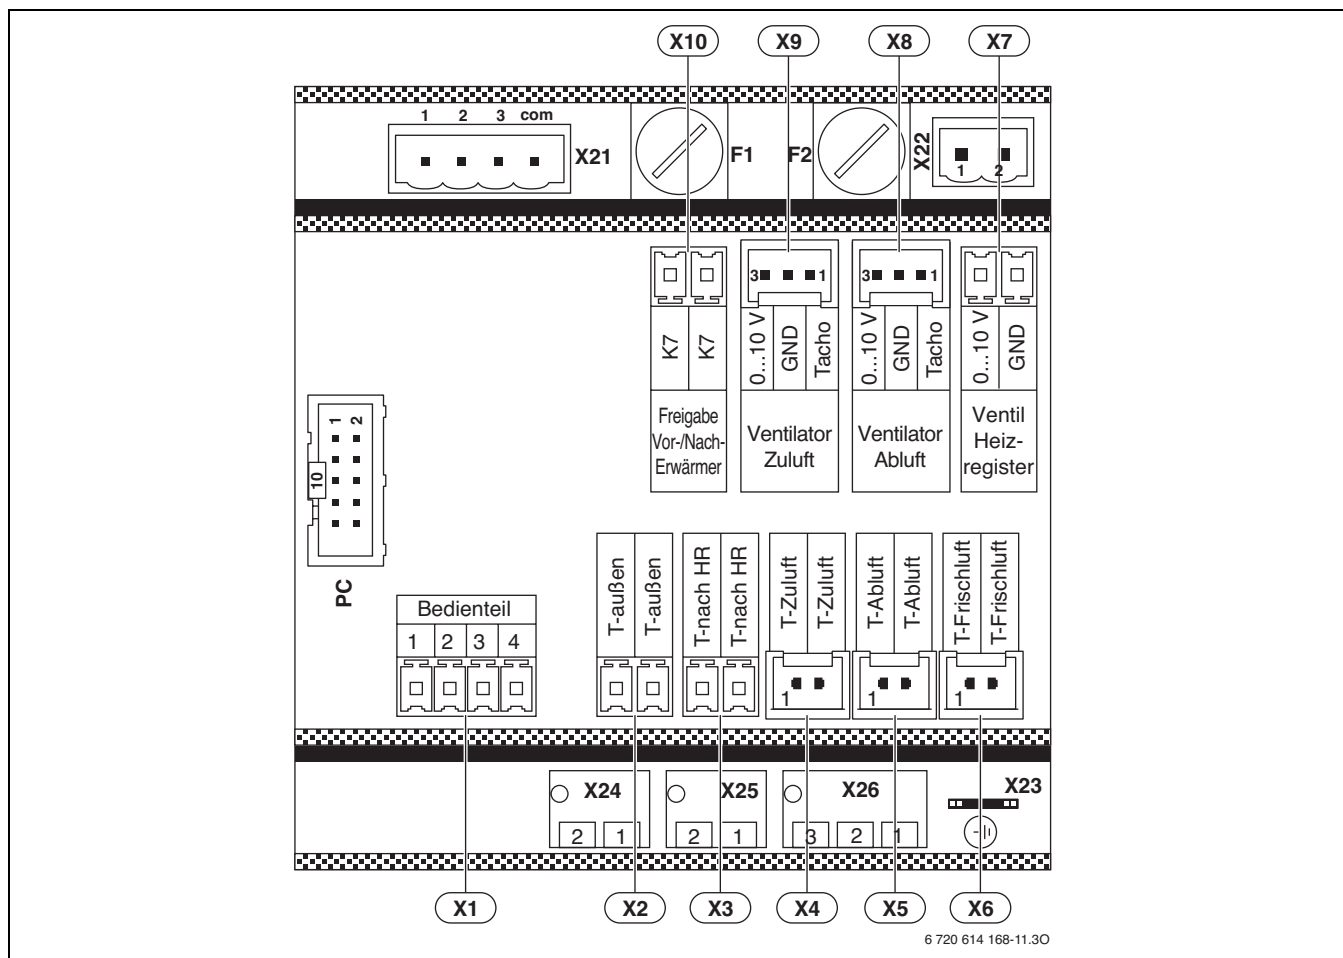 X10 X9 X8 X7
1 2 3 com
X21
F1
F2
X22
1 2
3 1
3 1
K7 K7
0...10 V GND Tacho
0...10 V GND Tacho
0...10 V GND
Freigabe
Vor-/Nach-
Erwärmer
Ventilator
Zuluft
Ventilator
Abluft
Ventil
Heiz-
register
1 2
10
PC
Bedienteil
1 2 3 4
T-außen T-außen
T-nach HR T-nach HR
T-Zuluft T-Zuluft
T-Abluft T-Abluft
T-Frischluft T-Frischluft
1
1
1
X24
2 1
X25
2 1
X26
3 2 1
X23
X1 X2 X3 X4 X5 X6
6 720 614 168-11.3O